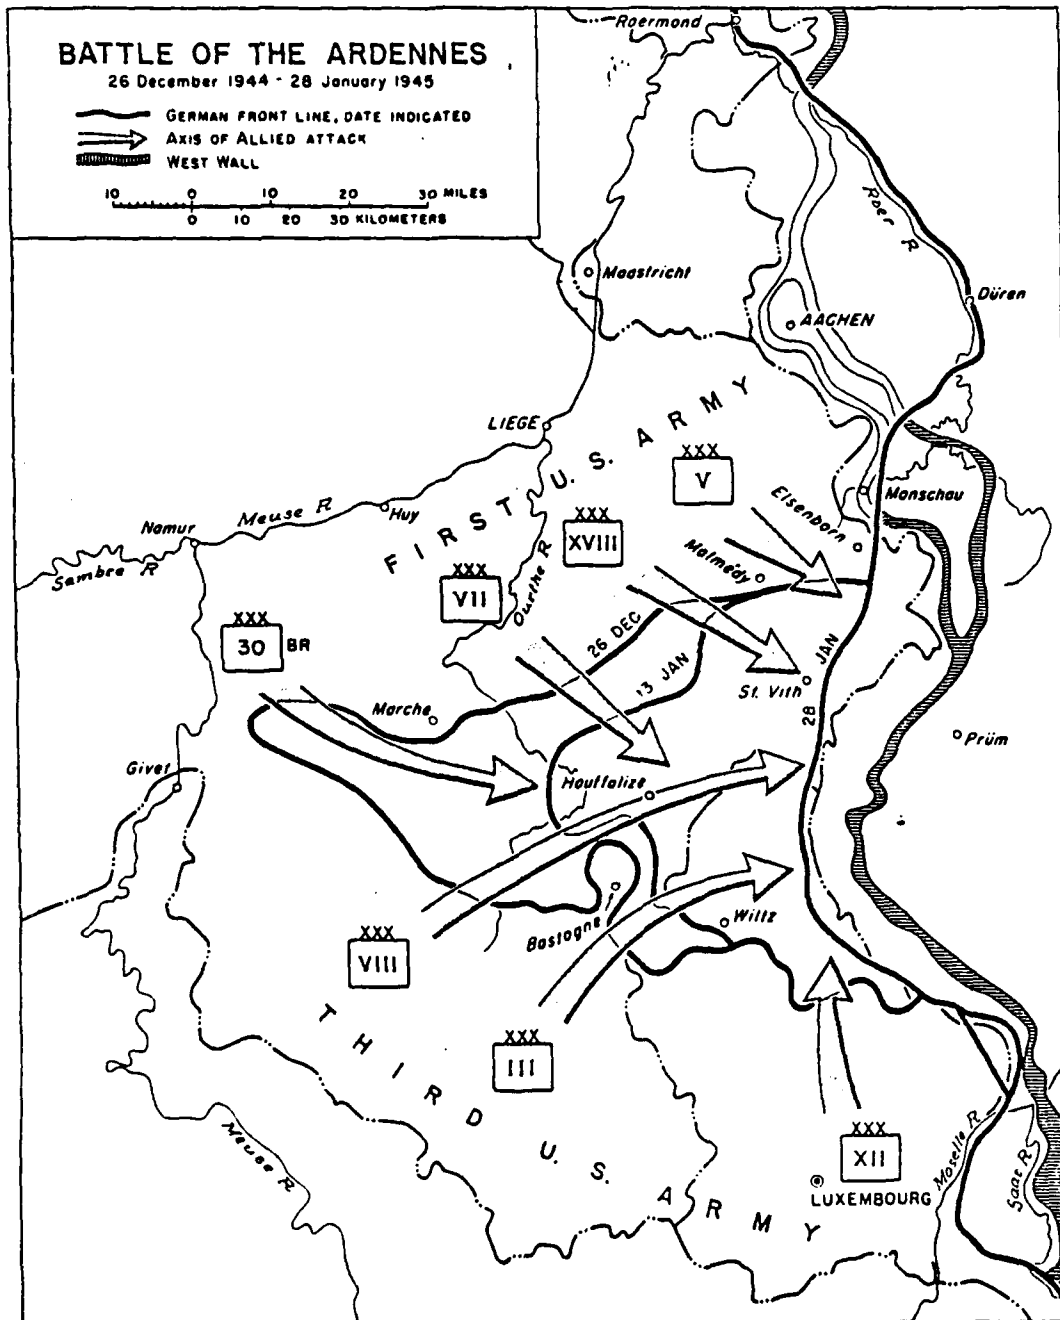 BATTLE OF THE ARDENNES
26 December 1944 - 28 January 1945
GERMAN FRONT LINE, DATE INDICATED
AXIS OF ALLIED ATTACK
WEST WALL
10 0 10 20 30 MILES
0 10 20 30 KILOMETERS
Roermond
Roer R
Maastricht
Düren
AACHEN
LIEGE
FIRST U.S. ARMY
XXX
V
Monschau
Elsenborn
Meuse R
Huy
Namur
Sambre R
XXX
XVIII
Malmédy
XXX
VII
Ourthe R
XXX
30 BR
26 DEC
13 JAN
28 JAN
St. Vith
Marche
Prüm
Givet
Houffalize
Bastogne
Wiltz
XXX
VIII
THIRD U.S. ARMY
XXX
III
Meuse R
XXX
XII
LUXEMBOURG
Moselle R
Saar R